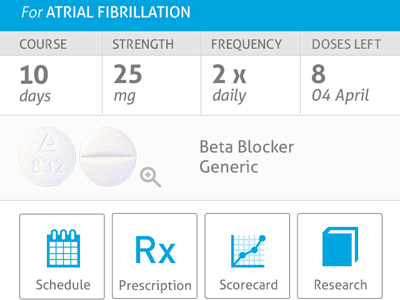 For ATRIAL FIBRILLATION
COURSE STRENGTH FREQUENCY DOSES LEFT
10 25 2 x 8
days mg daily 04 April
A
832
Beta Blocker
Generic
Rx
Schedule Prescription Scorecard Research